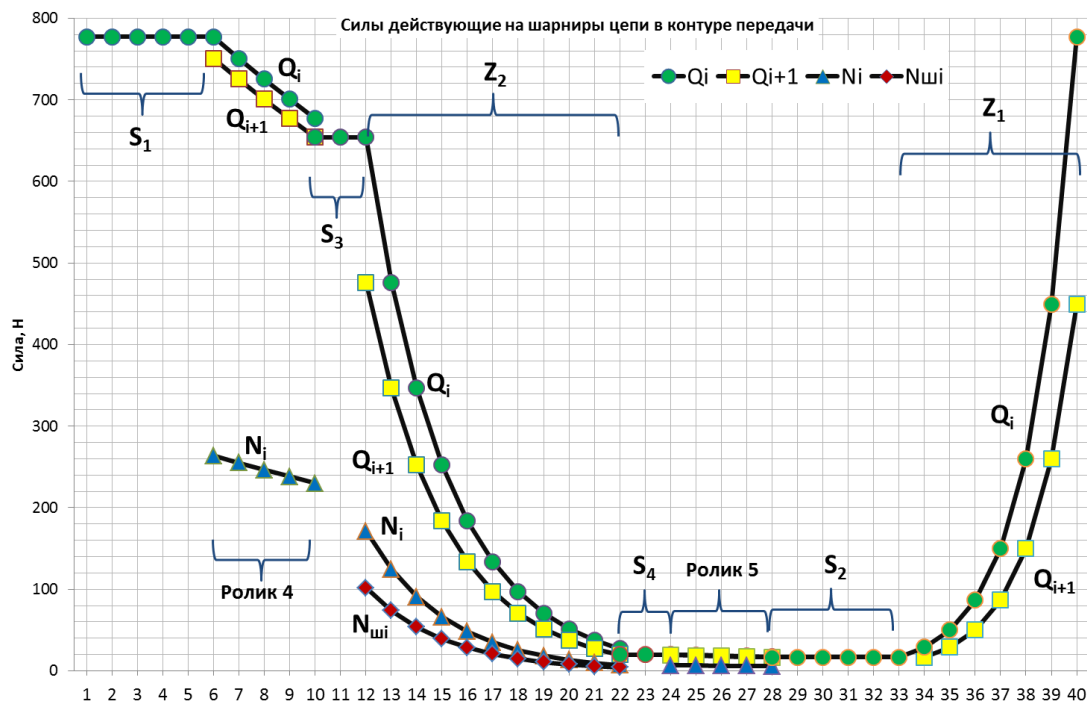 Силы действующие на шарниры цепи в контуре передачи
Qi Qi+1 Ni Nшi
Сила, Н
800
700
600
500
400
300
200
100
0
S1
Qi
Qi+1
S3
Z2
Z1
Ni
Ролик 4
Qi
Qi+1
Ni
Nшi
S4
Ролик 5
S2
Qi
Qi+1
1 2 3 4 5 6 7 8 9 10 11 12 13 14 15 16 17 18 19 20 21 22 23 24 25 26 27 28 29 30 31 32 33 34 35 36 37 38 39 40